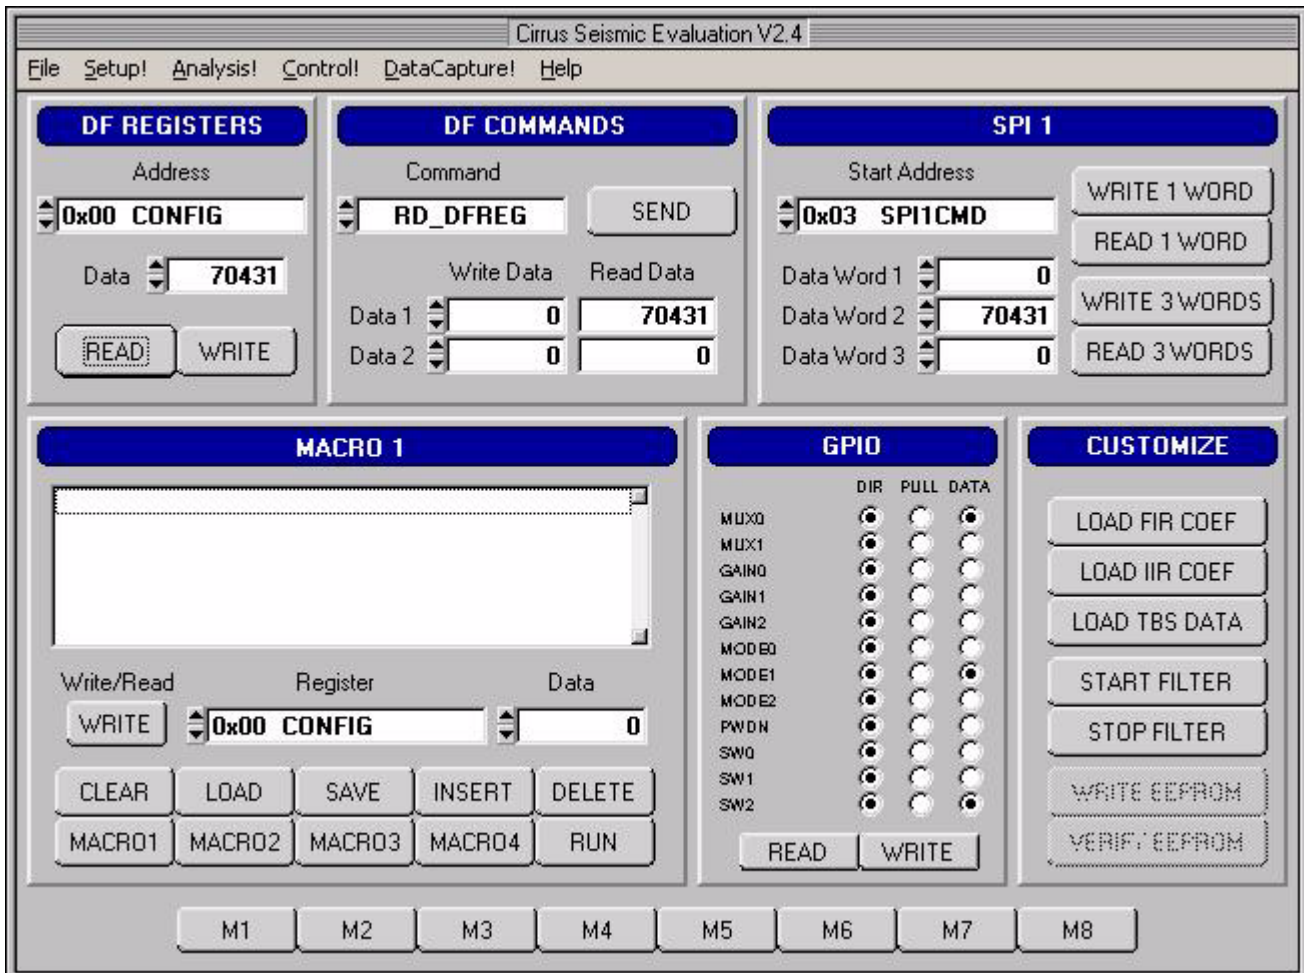 Cirrus Seismic Evaluation V2.4
File Setup! Analysis! Control! DataCapture! Help
DF REGISTERS
Address
0x00 CONFIG
Data 70431
READ WRITE
DF COMMANDS
Command
RD_DFREG SEND
Write Data Read Data
Data 1 0 70431
Data 2 0 0
SPI 1
Start Address
0x03 SPI1CMD
Data Word 1 0
Data Word 2 70431
Data Word 3 0
WRITE 1 WORD
READ 1 WORD
WRITE 3 WORDS
READ 3 WORDS
MACRO 1
Write/Read Register Data
WRITE 0x00 CONFIG 0
CLEAR LOAD SAVE INSERT DELETE
MACRO1 MACRO2 MACRO3 MACRO4 RUN
GPIO
DIR PULL DATA
MUX0
MUX1
GAIN0
GAIN1
GAIN2
MODE0
MODE1
MODE2
PWDN
SW0
SW1
SW2
READ WRITE
CUSTOMIZE
LOAD FIR COEF
LOAD IIR COEF
LOAD TBS DATA
START FILTER
STOP FILTER
WRITE EEPROM
VERIFY EEPROM
M1 M2 M3 M4 M5 M6 M7 M8